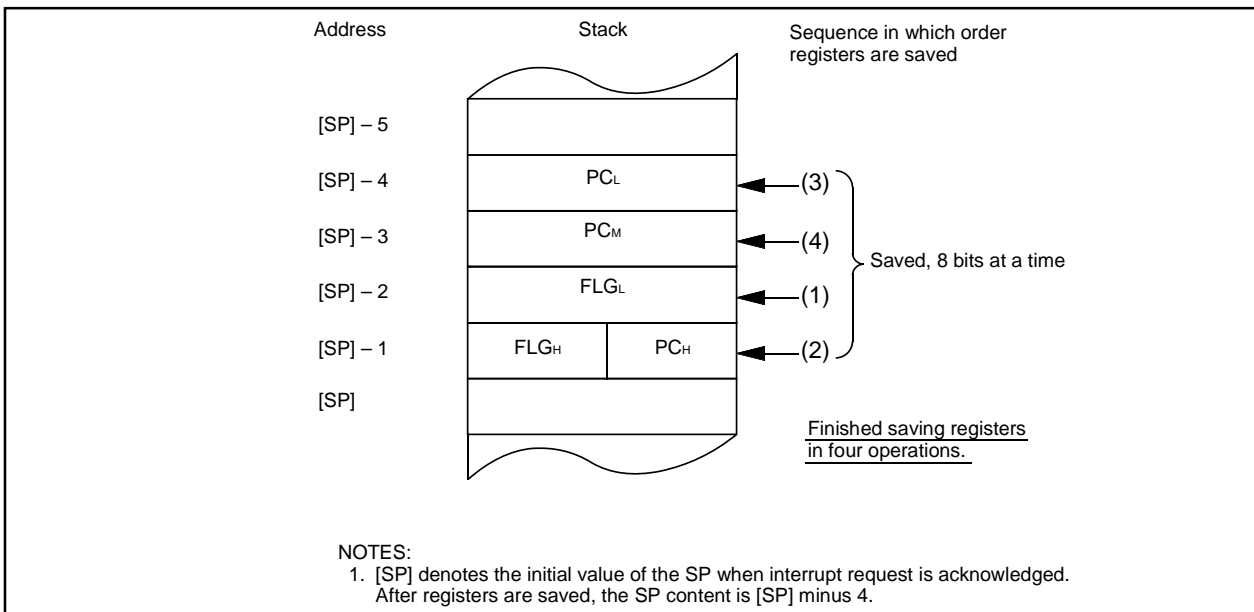 Address Stack Sequence in which order
registers are saved
[SP] – 5
[SP] – 4 PCL (3)
[SP] – 3 PCM (4)
Saved, 8 bits at a time
[SP] – 2 FLGL (1)
[SP] – 1 FLGH PCH (2)
[SP]
Finished saving registers
in four operations.
NOTES:
1. [SP] denotes the initial value of the SP when interrupt request is acknowledged.
After registers are saved, the SP content is [SP] minus 4.